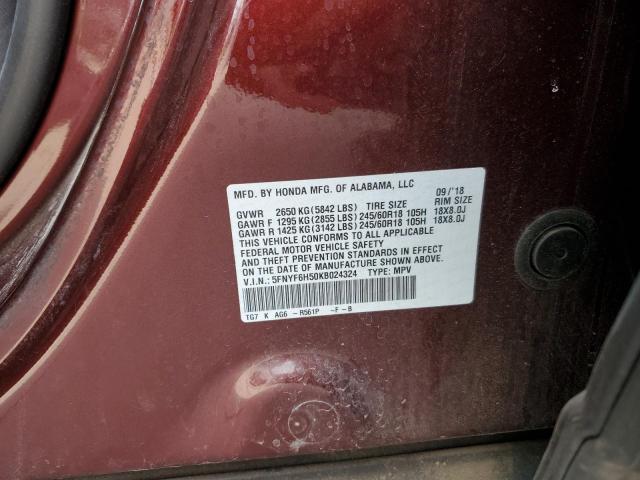 MFD. BY HONDA MFG. OF ALABAMA, LLC 09/'18
GVWR 2650 KG(5842 LBS) TIRE SIZE RIM SIZE
GAWR F 1295 KG(2855 LBS) 245/60R18 105H 18X8.0J
GAWR R 1425 KG(3142 LBS) 245/60R18 105H 18X8.0J
THIS VEHICLE CONFORMS TO ALL APPLICABLE
FEDERAL MOTOR VEHICLE SAFETY
AND THEFT PREVENTION STANDARDS IN EFFECT
ON THE DATE OF MANUFACTURE SHOWN ABOVE.
V.I.N.: 5FNYF6H50KB024324 TYPE: MPV
TG7 K AG6 -R561P -F-B